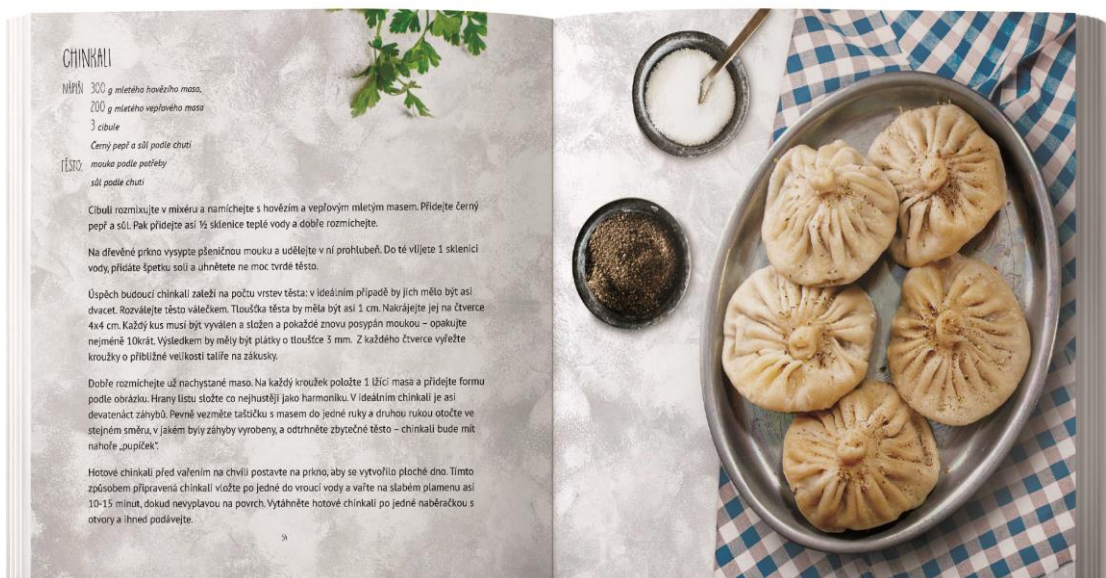 CHINKALI
NÁPLŇ 300 g mletého hovězího masa,
200 g mletého vepřového masa
3 cibule
Černý pepř a sůl podle chuti
TĚSTO: mouka podle potřeby
sůl podle chuti
Cibuli rozmixujte v mixéru a namíchejte s hovězím a vepřovým mletým masem. Přidejte černý
pepř a sůl. Pak přidejte asi ½ sklenice teplé vody a dobře rozmíchejte.
Na dřevěné prkno vysypte pšeničnou mouku a udělejte v ní prohlubeň. Do té vlijete 1 sklenici
vody, přidáte špetku soli a uhnětete ne moc tvrdé těsto.
Úspěch budoucí chinkali zaleží na počtu vrstev těsta: v ideálním případě by jich mělo být asi
dvacet. Rozválejte těsto válečkem. Tloušťka těsta by měla být asi 1 cm. Nakrájejte jej na čtverce
4x4 cm. Každý kus musí být vyválen a složen a pokaždé znovu posypán moukou – opakujte
nejméně 10krát. Výsledkem by měly být plátky o tloušťce 3 mm. Z každého čtverce vyřežte
kroužky o přibližné velikosti talíře na zákusky.
Dobře rozmíchejte už nachystané maso. Na každý kroužek položte 1 lžící masa a přidejte formu
podle obrázku. Hrany listu složte co nejhustěji jako harmoniku. V ideálním chinkali je asi
devatenáct záhybů. Pevně vezměte taštičku s masem do jedné ruky a druhou rukou otočte ve
stejném směru, v jakém byly záhyby vyrobeny, a odtrhněte zbytečné těsto – chinkali bude mít
nahoře „pupíček“.
Hotové chinkali před vařením na chvíli postavte na prkno, aby se vytvořilo ploché dno. Tímto
způsobem připravená chinkali vložte po jedné do vroucí vody a vařte na slabém plamenu asi
10-15 minut, dokud nevyplavou na povrch. Vytáhněte hotové chinkali po jedné naběračkou s
otvory a ihned podávejte.